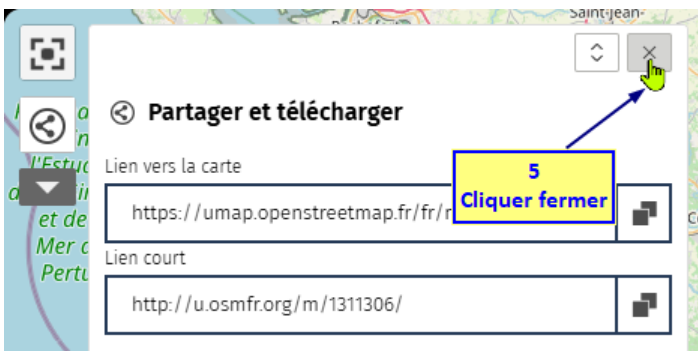 Saint-Jean-
Partager et télécharger
Lien vers la carte
5
Cliquer fermer
l'Estu
https://umap.openstreetmap.fr/fr/
et de
Mer
Lien court
Pertu
http://u.osmfr.org/m/1311306/